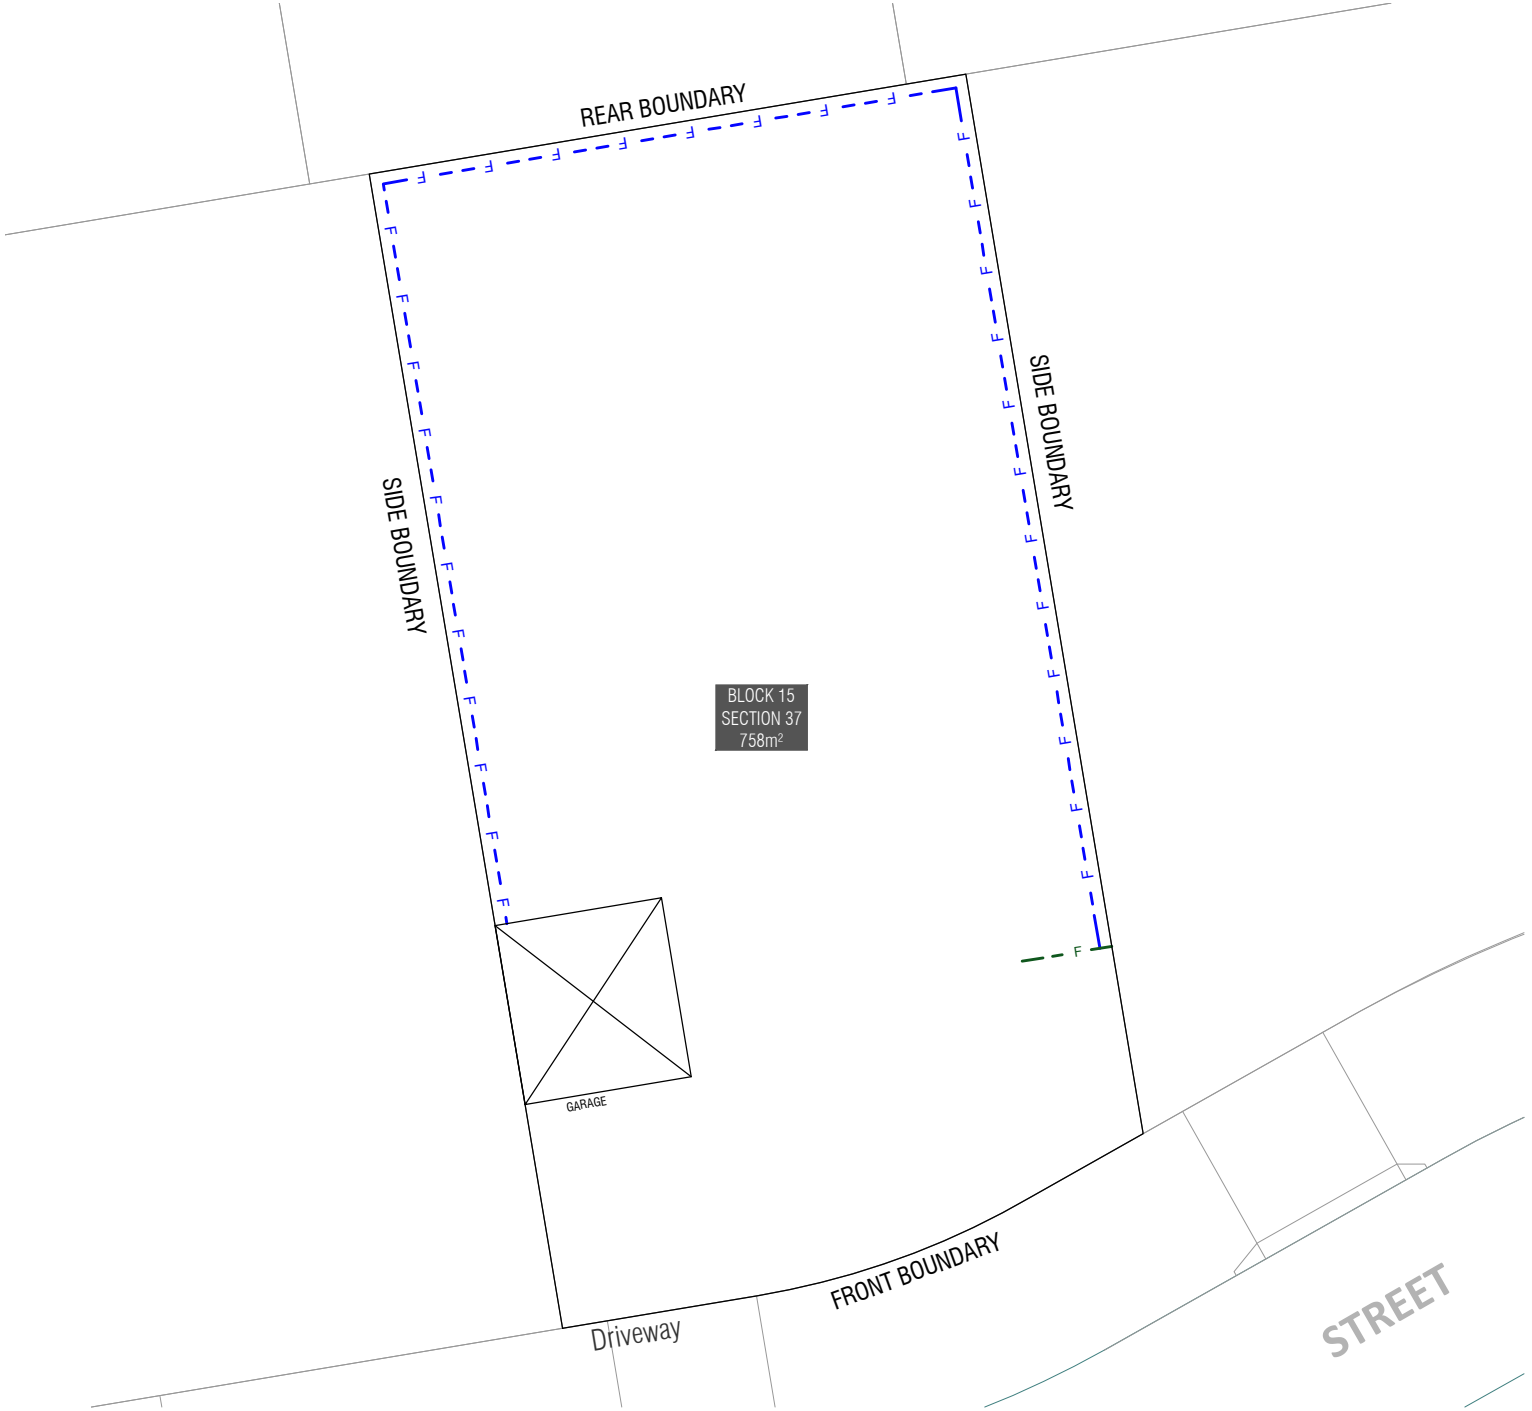 REAR BOUNDARY
F F F F F F F F
SIDE BOUNDARY
F F F F F F F F F F F
SIDE BOUNDARY
F F F F F F F F F F F F
BLOCK 15
SECTION 37
758m²
F
GARAGE
FRONT BOUNDARY
Driveway
STREET